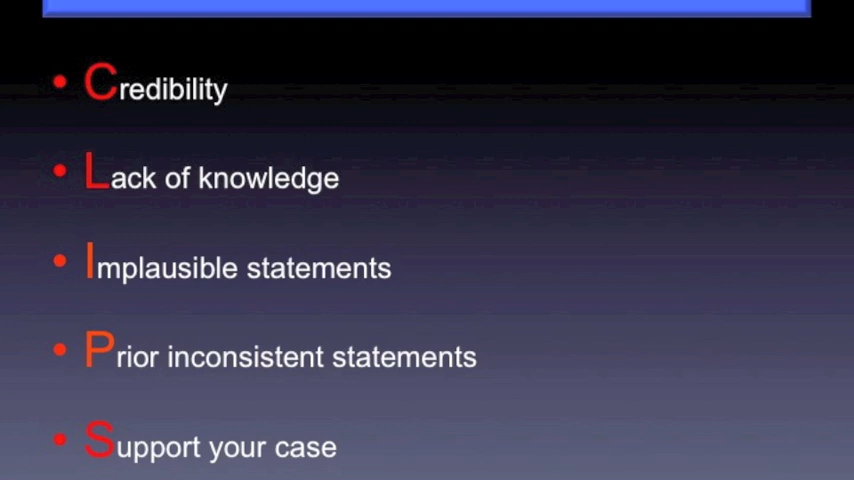 • Credibility
• Lack of knowledge
• Implausible statements
• Prior inconsistent statements
• Support your case